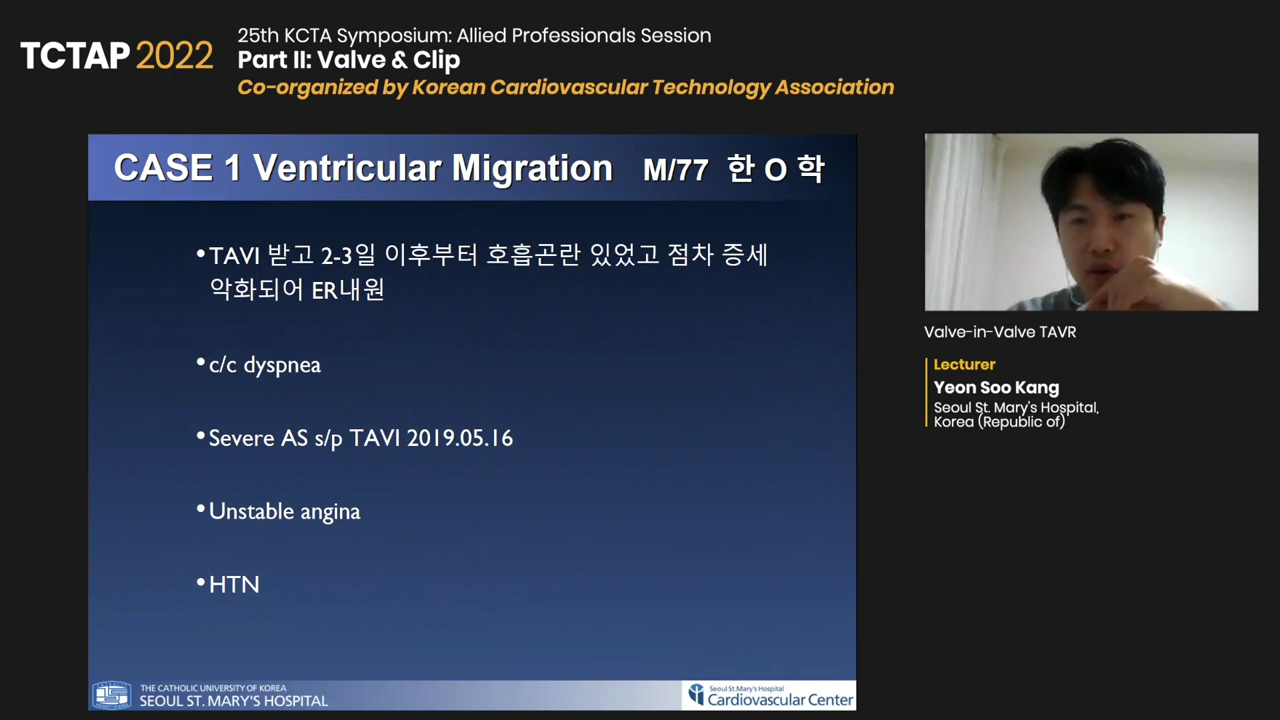 TCTAP 2022
25th KCTA Symposium: Allied Professionals Session
Part II: Valve & Clip
Co-organized by Korean Cardiovascular Technology Association
CASE 1 Ventricular Migration M/77 한 O 학
•TAVI 받고 2-3일 이후부터 호흡곤란 있었고 점차 증세
악화되어 ER내원
•c/c dyspnea
•Severe AS s/p TAVI 2019.05.16
•Unstable angina
•HTN
THE CATHOLIC UNIVERSITY OF KOREA
SEOUL ST. MARY'S HOSPITAL
Seoul St.Mary's Hospital
Cardiovascular Center
Valve-in-Valve TAVR
Lecturer
Yeon Soo Kang
Seoul St. Mary's Hospital,
Korea (Republic of)